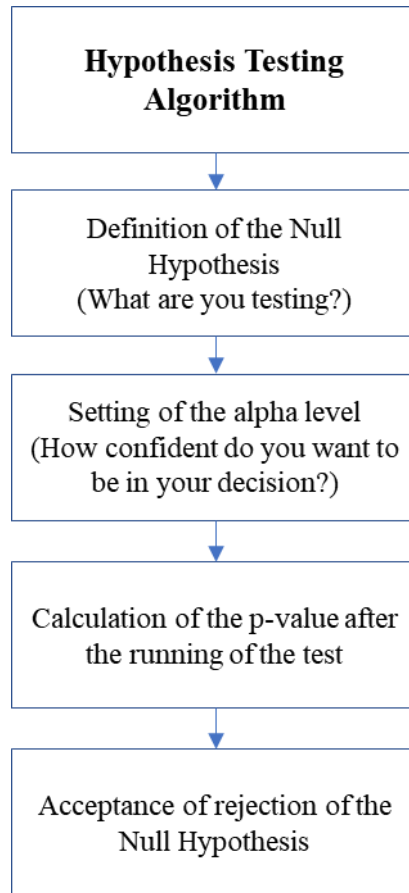 Hypothesis Testing
Algorithm
Definition of the Null
Hypothesis
(What are you testing?)
Setting of the alpha level
(How confident do you want to
be in your decision?)
Calculation of the p-value after
the running of the test
Acceptance of rejection of the
Null Hypothesis